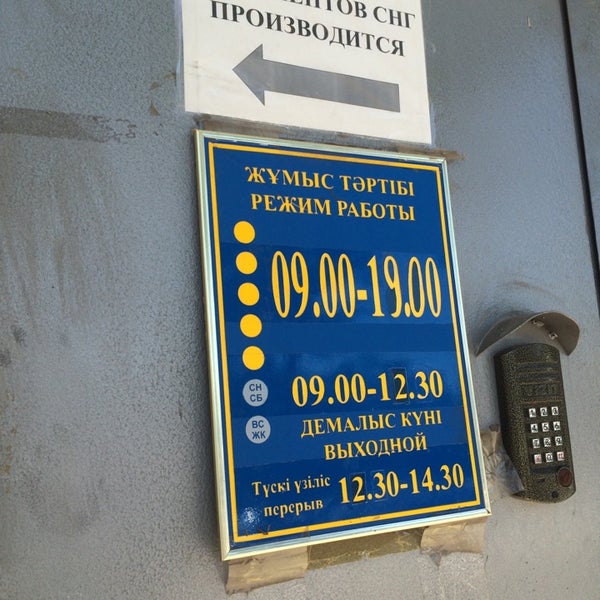 СНГ
ПРОИЗВОДИТСЯ
ЖҰМЫС ТӘРТІБІ
РЕЖИМ РАБОТЫ
09.00-19.00
СН
СБ
09.00-12.30
ВС
ЖК
ДЕМАЛЫС КҮНІ
ВЫХОДНОЙ
Түскі үзіліс
перерыв
12.30-14.30